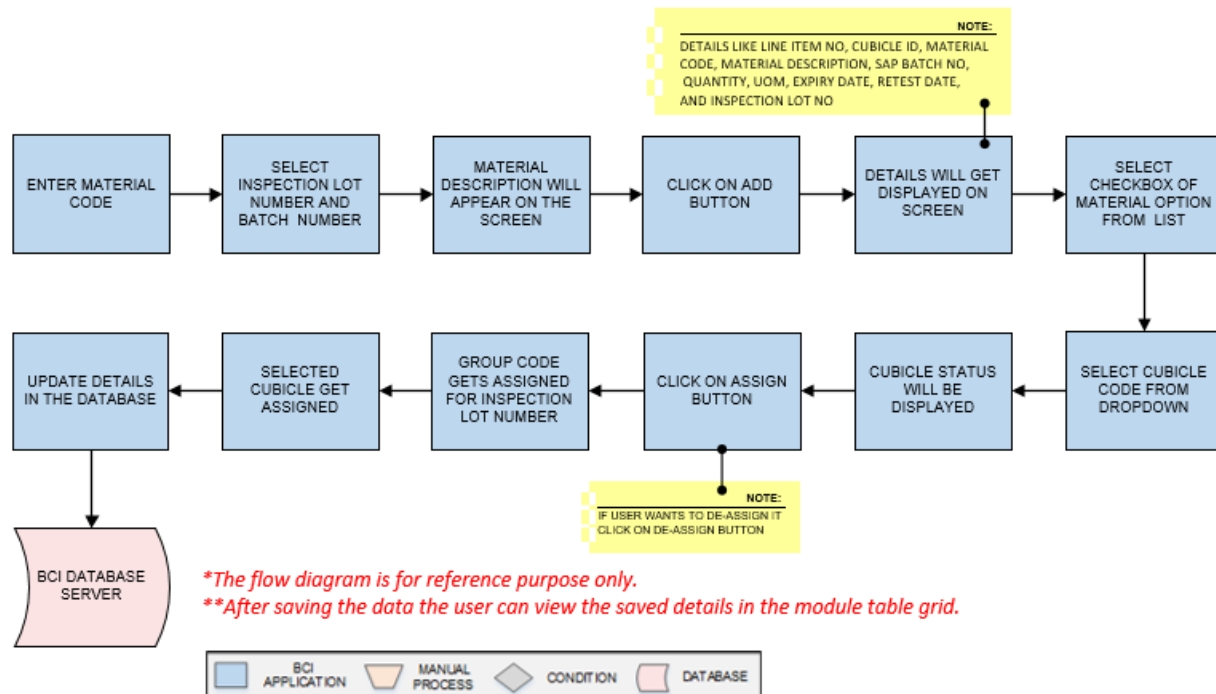 NOTE:
DETAILS LIKE LINE ITEM NO, CUBICLE ID, MATERIAL
CODE, MATERIAL DESCRIPTION, SAP BATCH NO,
QUANTITY, UOM, EXPIRY DATE, RETEST DATE,
AND INSPECTION LOT NO
ENTER MATERIAL
CODE
SELECT
INSPECTION LOT
NUMBER AND
BATCH NUMBER
MATERIAL
DESCRIPTION WILL
APPEAR ON THE
SCREEN
CLICK ON ADD
BUTTON
DETAILS WILL GET
DISPLAYED ON
SCREEN
SELECT
CHECKBOX OF
MATERIAL OPTION
FROM LIST
UPDATE DETAILS
IN THE DATABASE
SELECTED
CUBICLE GET
ASSIGNED
GROUP CODE
GETS ASSIGNED
FOR INSPECTION
LOT NUMBER
CLICK ON ASSIGN
BUTTON
CUBICLE STATUS
WILL BE
DISPLAYED
SELECT CUBICLE
CODE FROM
DROPDOWN
NOTE:
IF USER WANTS TO DE-ASSIGN IT
CLICK ON DE-ASSIGN BUTTON
BCI DATABASE
SERVER
*The flow diagram is for reference purpose only.
**After saving the data the user can view the saved details in the module table grid.
BCI
APPLICATION
MANUAL
PROCESS
CONDITION
DATABASE